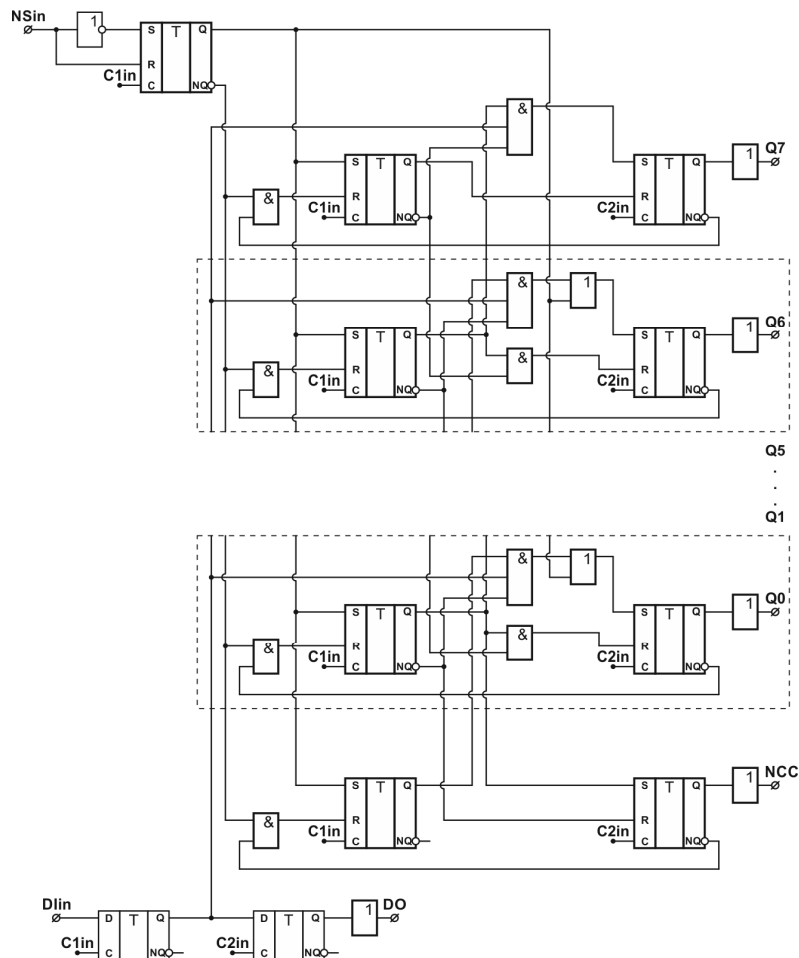 NSin
1 S T Q
R
C1in C NQ
&
S T Q S T Q 1 Q7
& R R
C1in C NQ C2in C NQ
& 1
S T Q S T Q 1 Q6
& R & R
C1in C NQ C2in C NQ
Q5
.
.
.
Q1
& 1
S T Q S T Q 1 Q0
& R & R
C1in C NQ C2in C NQ
S T Q S T Q 1 NCC
& R R
C1in C NQ C2in C NQ
DIin D T Q D T Q 1 DO
C1in C NQ C2in C NQ